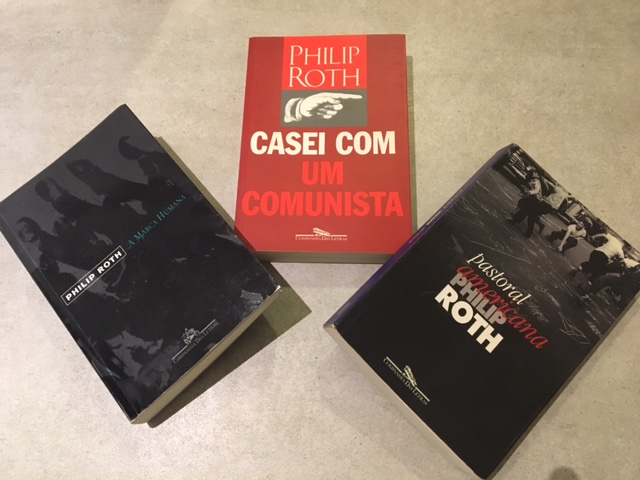 PHILIP
ROTH
CASEI COM
UM
COMUNISTA
COMPANHIA DAS LETRAS
PHILIP ROTH
A MARCA HUMANA
COMPANHIA DAS LETRAS
pastoral
americana
PHILIP
ROTH
COMPANHIA DAS LETRAS